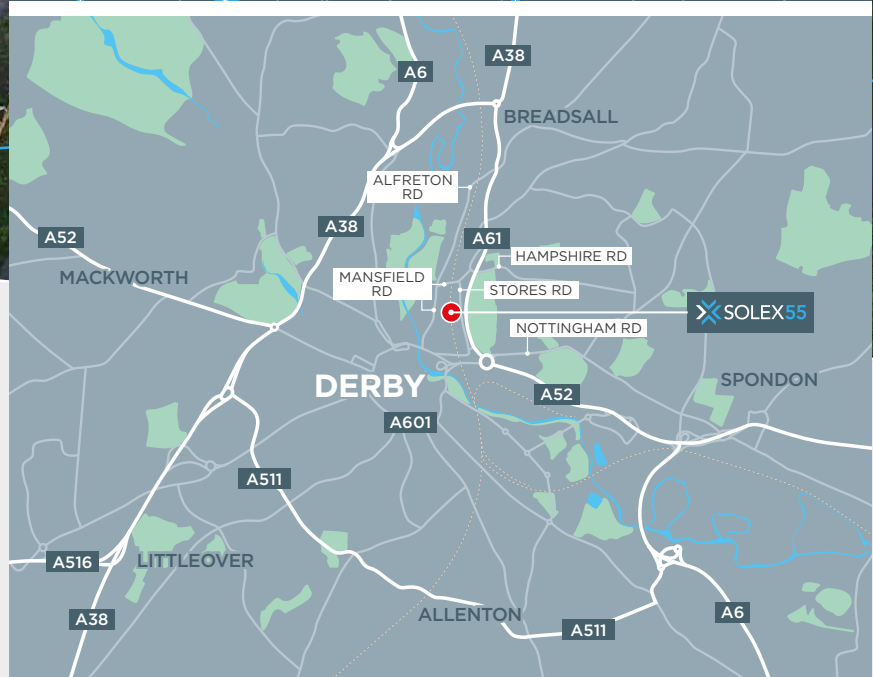 A38
A6
BREADSALL
ALFRETON
RD
A38
A52
A61
HAMPSHIRE RD
MACKWORTH
MANSFIELD
RD
STORES RD
SOLEX55
NOTTINGHAM RD
DERBY
SPONDON
A52
A601
A511
A516
LITTLEOVER
A38
ALLENTON
A511
A6